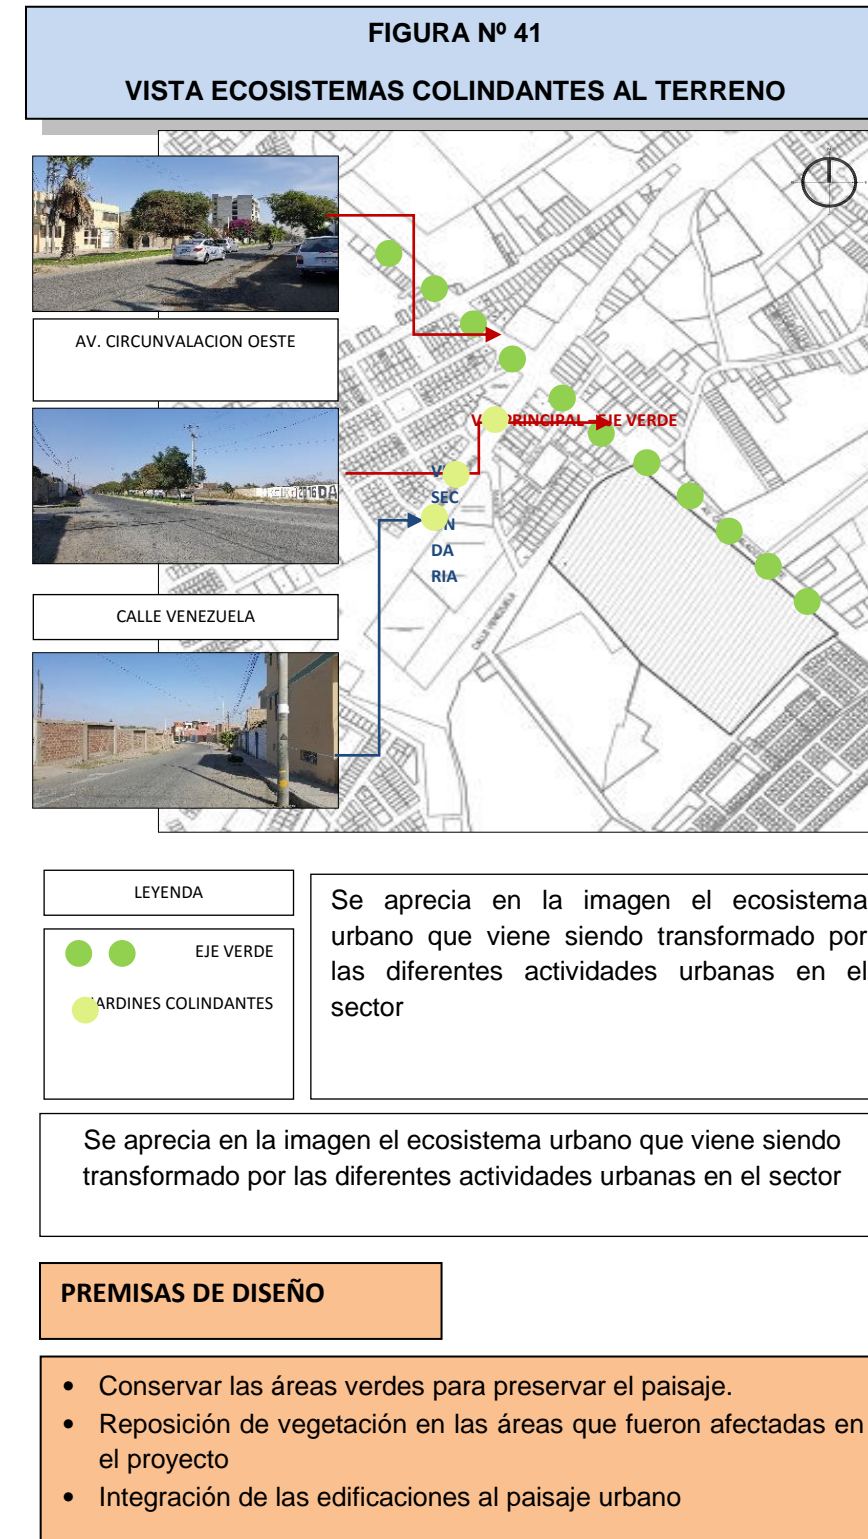 FIGURA Nº 41
VISTA ECOSISTEMAS COLINDANTES AL TERRENO
AV. CIRCUNVALACION OESTE
PRINCIPAL
EJE VERDE
SEC
DA
RIA
CALLE VENEZUELA
CALLE VENEZUELA
LEYENDA
EJE VERDE
ARDINES COLINDANTES
Se aprecia en la imagen el ecosistema
urbano que viene siendo transformado por
las diferentes actividades urbanas en el
sector
Se aprecia en la imagen el ecosistema urbano que viene siendo
transformado por las diferentes actividades urbanas en el sector
PREMISAS DE DISEÑO
• Conservar las áreas verdes para preservar el paisaje.
• Reposición de vegetación en las áreas que fueron afectadas en
el proyecto
• Integración de las edificaciones al paisaje urbano